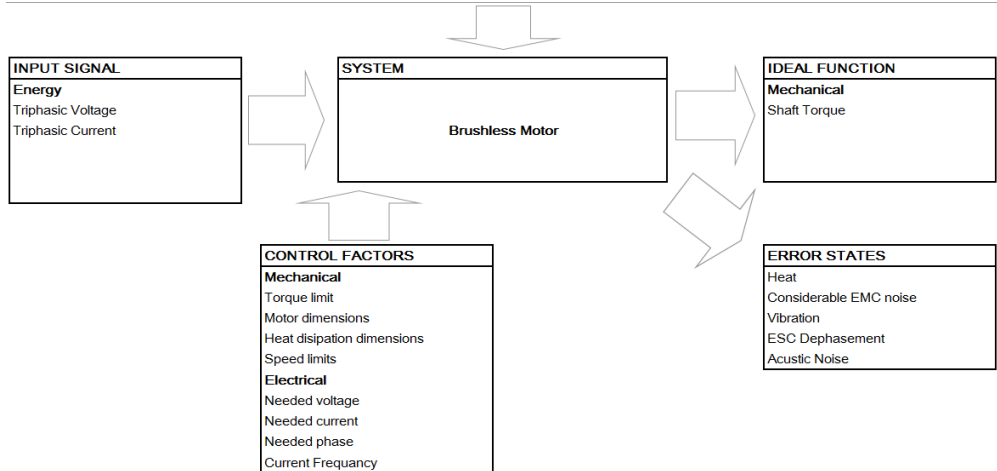 INPUT SIGNAL
Energy
Triphasic Voltage
Triphasic Current
SYSTEM
Brushless Motor
IDEAL FUNCTION
Mechanical
Shaft Torque
CONTROL FACTORS
Mechanical
Torque limit
Motor dimensions
Heat disipation dimensions
Speed limits
Electrical
Needed voltage
Needed current
Needed phase
Current Frequancy
ERROR STATES
Heat
Considerable EMC noise
Vibration
ESC Dephasement
Acustic Noise